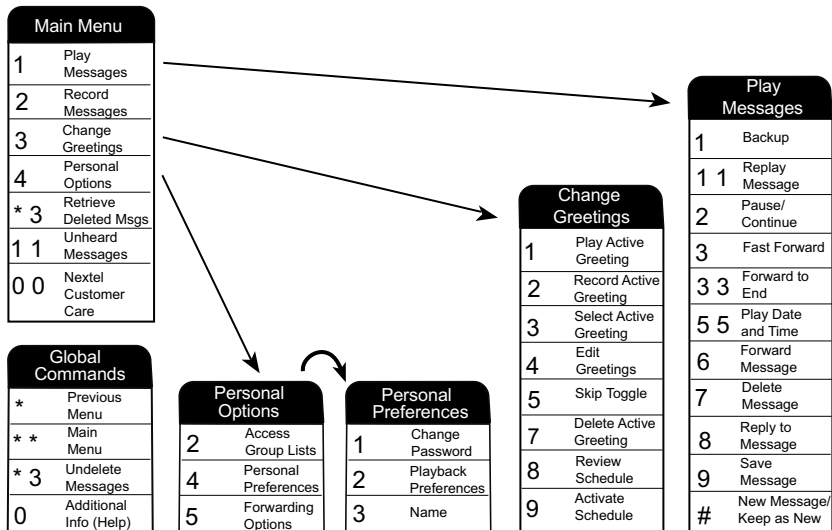 Main Menu
1 Play
Messages
2 Record
Messages
3 Change
Greetings
4 Personal
Options
* 3 Retrieve
Deleted Msgs
1 1 Unheard
Messages
0 0 Nextel
Customer
Care
Global
Commands
* Previous
Menu
* * Main
Menu
* 3 Undelete
Messages
0 Additional
Info (Help)
Personal
Options
2 Access
Group Lists
4 Personal
Preferences
5 Forwarding
Options
Personal
Preferences
1 Change
Password
2 Playback
Preferences
3 Name
Change
Greetings
1 Play Active
Greeting
2 Record Active
Greeting
3 Select Active
Greeting
4 Edit
Greetings
5 Skip Toggle
7 Delete Active
Greeting
8 Review
Schedule
9 Activate
Schedule
Play
Messages
1 Backup
1 1 Replay
Message
2 Pause/
Continue
3 Fast Forward
3 3 Forward to
End
5 5 Play Date
and Time
6 Forward
Message
7 Delete
Message
8 Reply to
Message
9 Save
Message
# New Message/
Keep as New